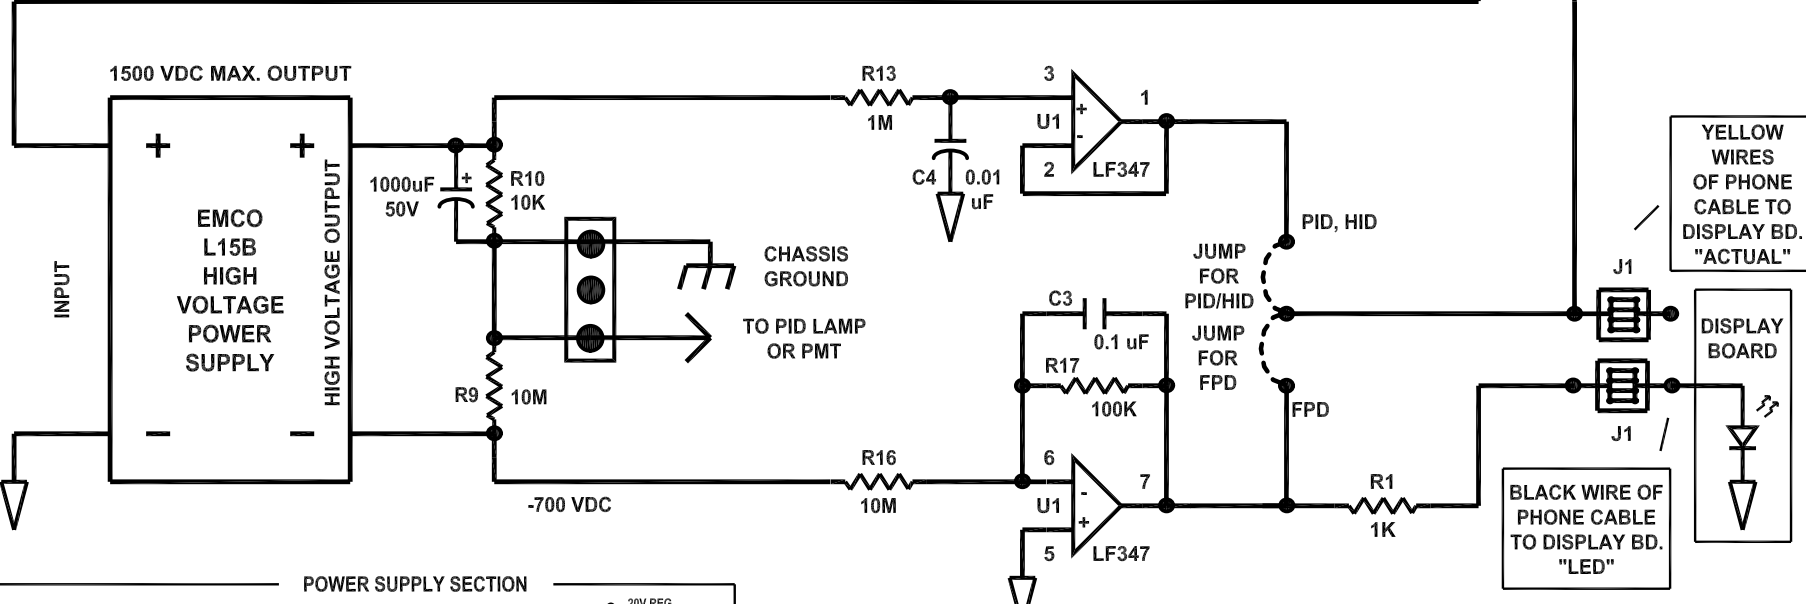 1500 VDC MAX. OUTPUT
+
+
INPUT
EMCO
L15B
HIGH
VOLTAGE
POWER
SUPPLY
HIGH VOLTAGE OUTPUT
-
-
1000uF
50V
+
R10
10K
R9
10M
CHASSIS
GROUND
TO PID LAMP
OR PMT
-700 VDC
R13
1M
C4
0.01
uF
3
+
U1
-
2
LF347
1
PID, HID
JUMP
FOR
PID/HID
JUMP
FOR
FPD
FPD
C3
0.1 uF
R17
100K
R16
10M
6
-
U1
+
5
LF347
7
R1
1K
YELLOW
WIRES
OF PHONE
CABLE TO
DISPLAY BD.
"ACTUAL"
J1
DISPLAY
BOARD
J1
BLACK WIRE OF
PHONE CABLE
TO DISPLAY BD.
"LED"
POWER SUPPLY SECTION
20V REG